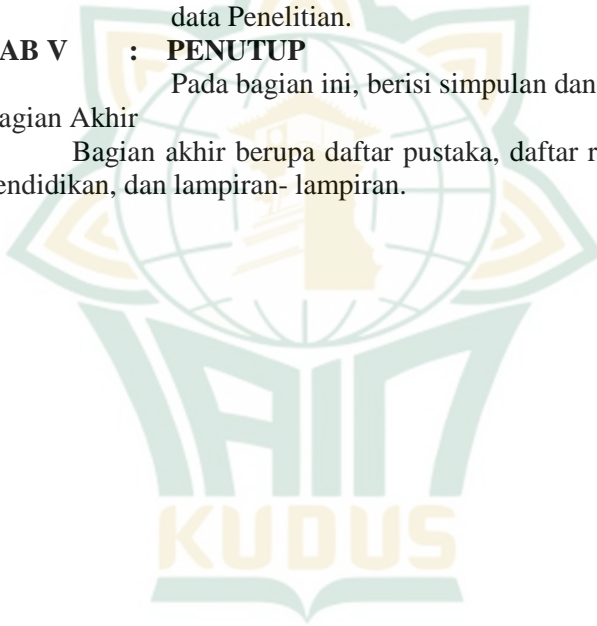 data Penelitian.
AB V : PENUTUP
Pada bagian ini, berisi simpulan dan
agian Akhir
Bagian akhir berupa daftar pustaka, daftar r
endidikan, dan lampiran- lampiran.
IAIN
KUDUS